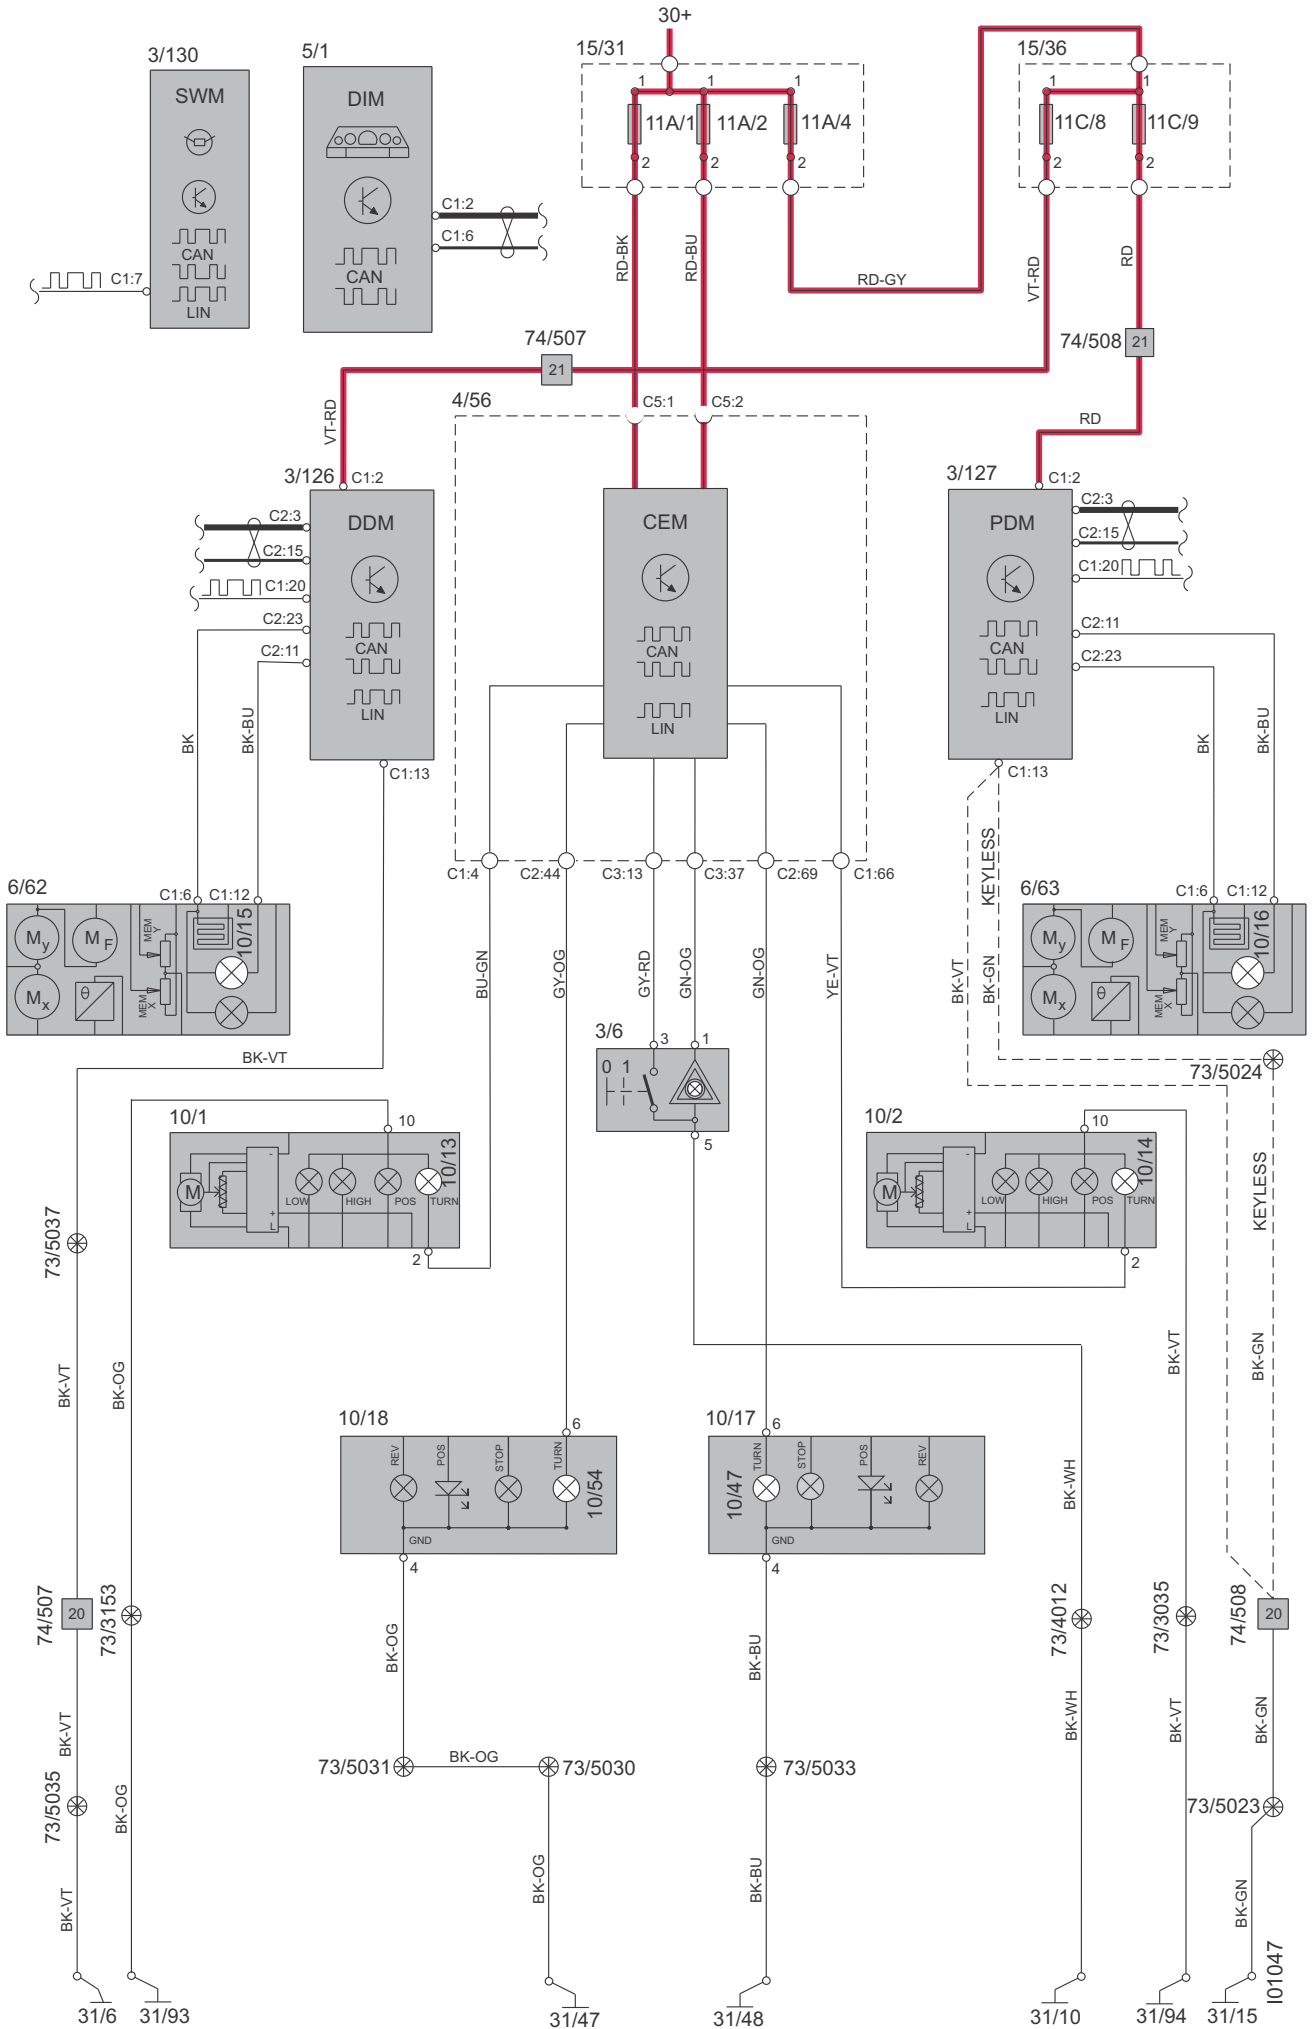 30+
15/31
15/36
3/130
5/1
SWM
DIM
1
1
1
1
1
11A/1
11A/2
11A/4
11C/8
11C/9
2
2
2
2
2
C1:2
C1:6
CAN
LIN
CAN
C1:7
RD-BK
RD-BU
RD-GY
VT-RD
RD
74/507
21
74/508
21
4/56
C5:1
C5:2
VT-RD
RD
3/126
C1:2
3/127
C1:2
DDM
CEM
PDM
C2:3
C2:15
C1:20
C2:23
C2:11
C2:3
C2:15
C1:20
C2:11
C2:23
CAN
LIN
CAN
LIN
CAN
LIN
BK
BK-BU
C1:13
C1:13
BK
BK-BU
C1:4
C2:44
C3:13
C3:37
C2:69
C1:66
KEYLESS
6/62
C1:6
C1:12
6/63
C1:6
C1:12
My
MF
Mx
MEM Y
MEM X
Θ
10/15
My
MF
Mx
MEM Y
MEM X
Θ
10/16
BU-GN
GY-OG
GY-RD
GN-OG
GN-OG
YE-VT
BK-VT
BK-GN
BK-VT
3/6
3
1
0 1
5
73/5024
10/1
10
10/13
M
-
+
L
LOW
HIGH
POS
TURN
2
10/2
10
10/14
M
-
+
L
LOW
HIGH
POS
TURN
2
KEYLESS
73/5037
BK-VT
BK-OG
BK-VT
BK-GN
10/18
6
REV
POS
STOP
TURN
10/54
GND
4
10/17
6
TURN
STOP
POS
REV
10/47
GND
4
BK-WH
74/507
20
73/3153
BK-OG
BK-BU
73/4012
73/3035
74/508
20
BK-VT
BK-WH
BK-VT
BK-GN
73/5031
BK-OG
73/5030
73/5033
73/5035
BK-OG
73/5023
BK-VT
BK-OG
BK-BU
BK-GN
I01047
31/6
31/93
31/47
31/48
31/10
31/94
31/15